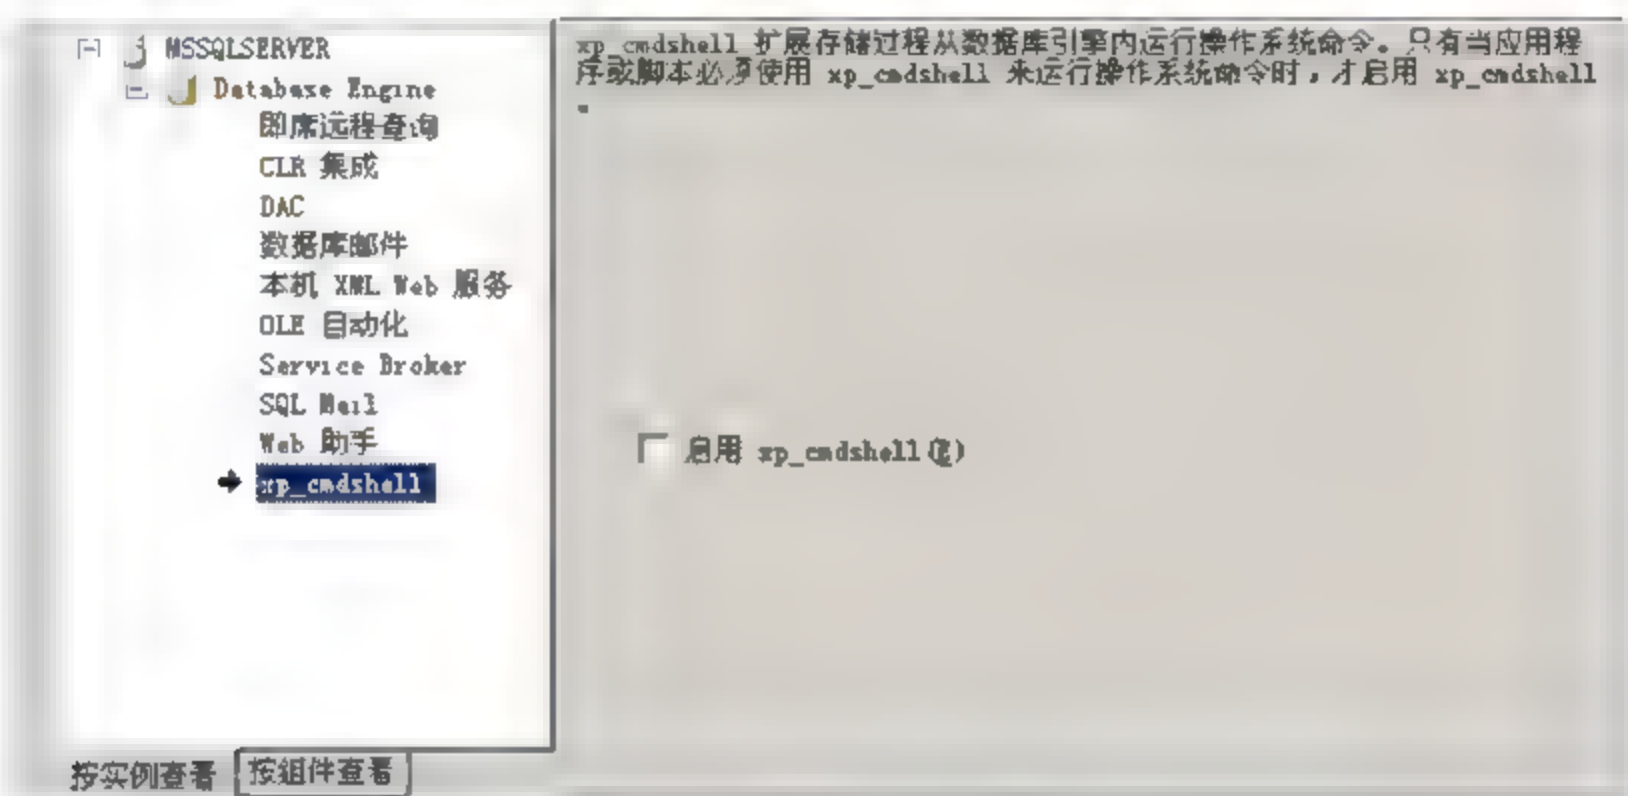 MSSQLSERVER
Database Engine
即席远程查询
CLR 集成
DAC
数据库邮件
本机 XML Web 服务
OLE 自动化
Service Broker
SQL Mail
Web 助手
xp_cmdshell
按实例查看 按组件查看
xp_cmdshell 扩展存储过程从数据库引擎内运行操作系统命令。只有当应用程
序或脚本必须使用 xp_cmdshell 来运行操作系统命令时，才启用 xp_cmdshell
。
启用 xp_cmdshell(E)